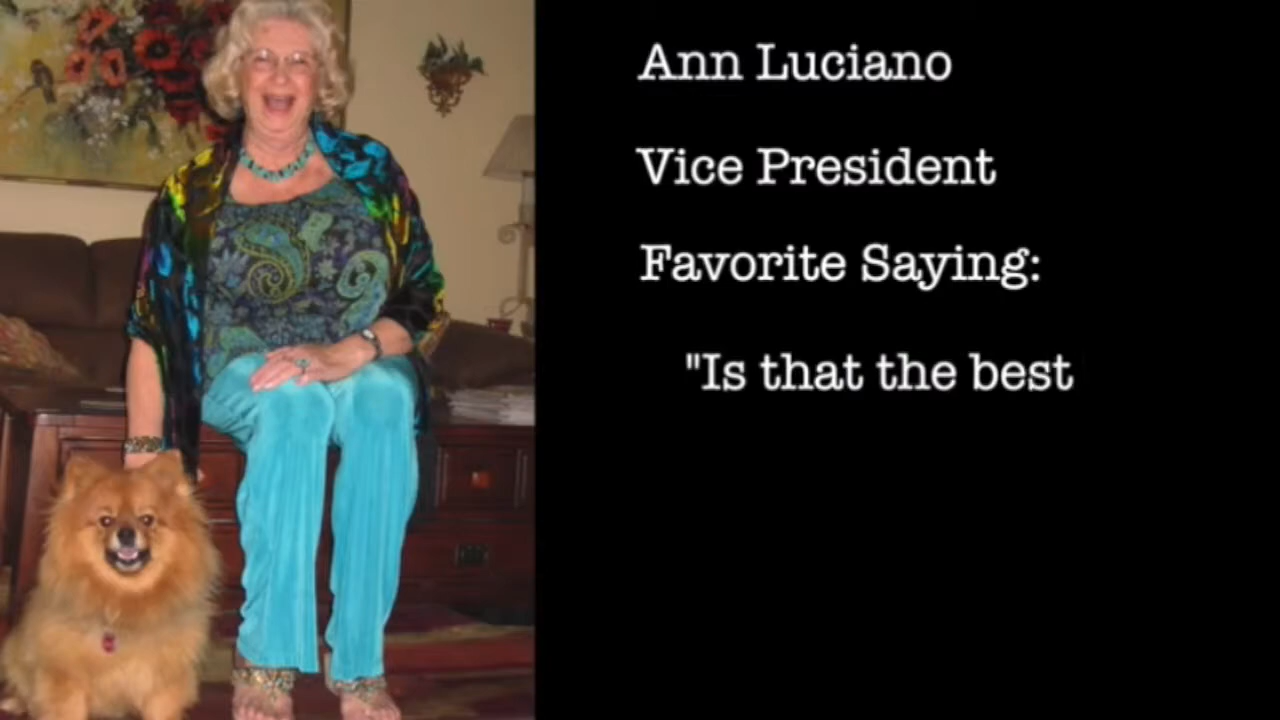 Ann Luciano
Vice President
Favorite Saying:
"Is that the best